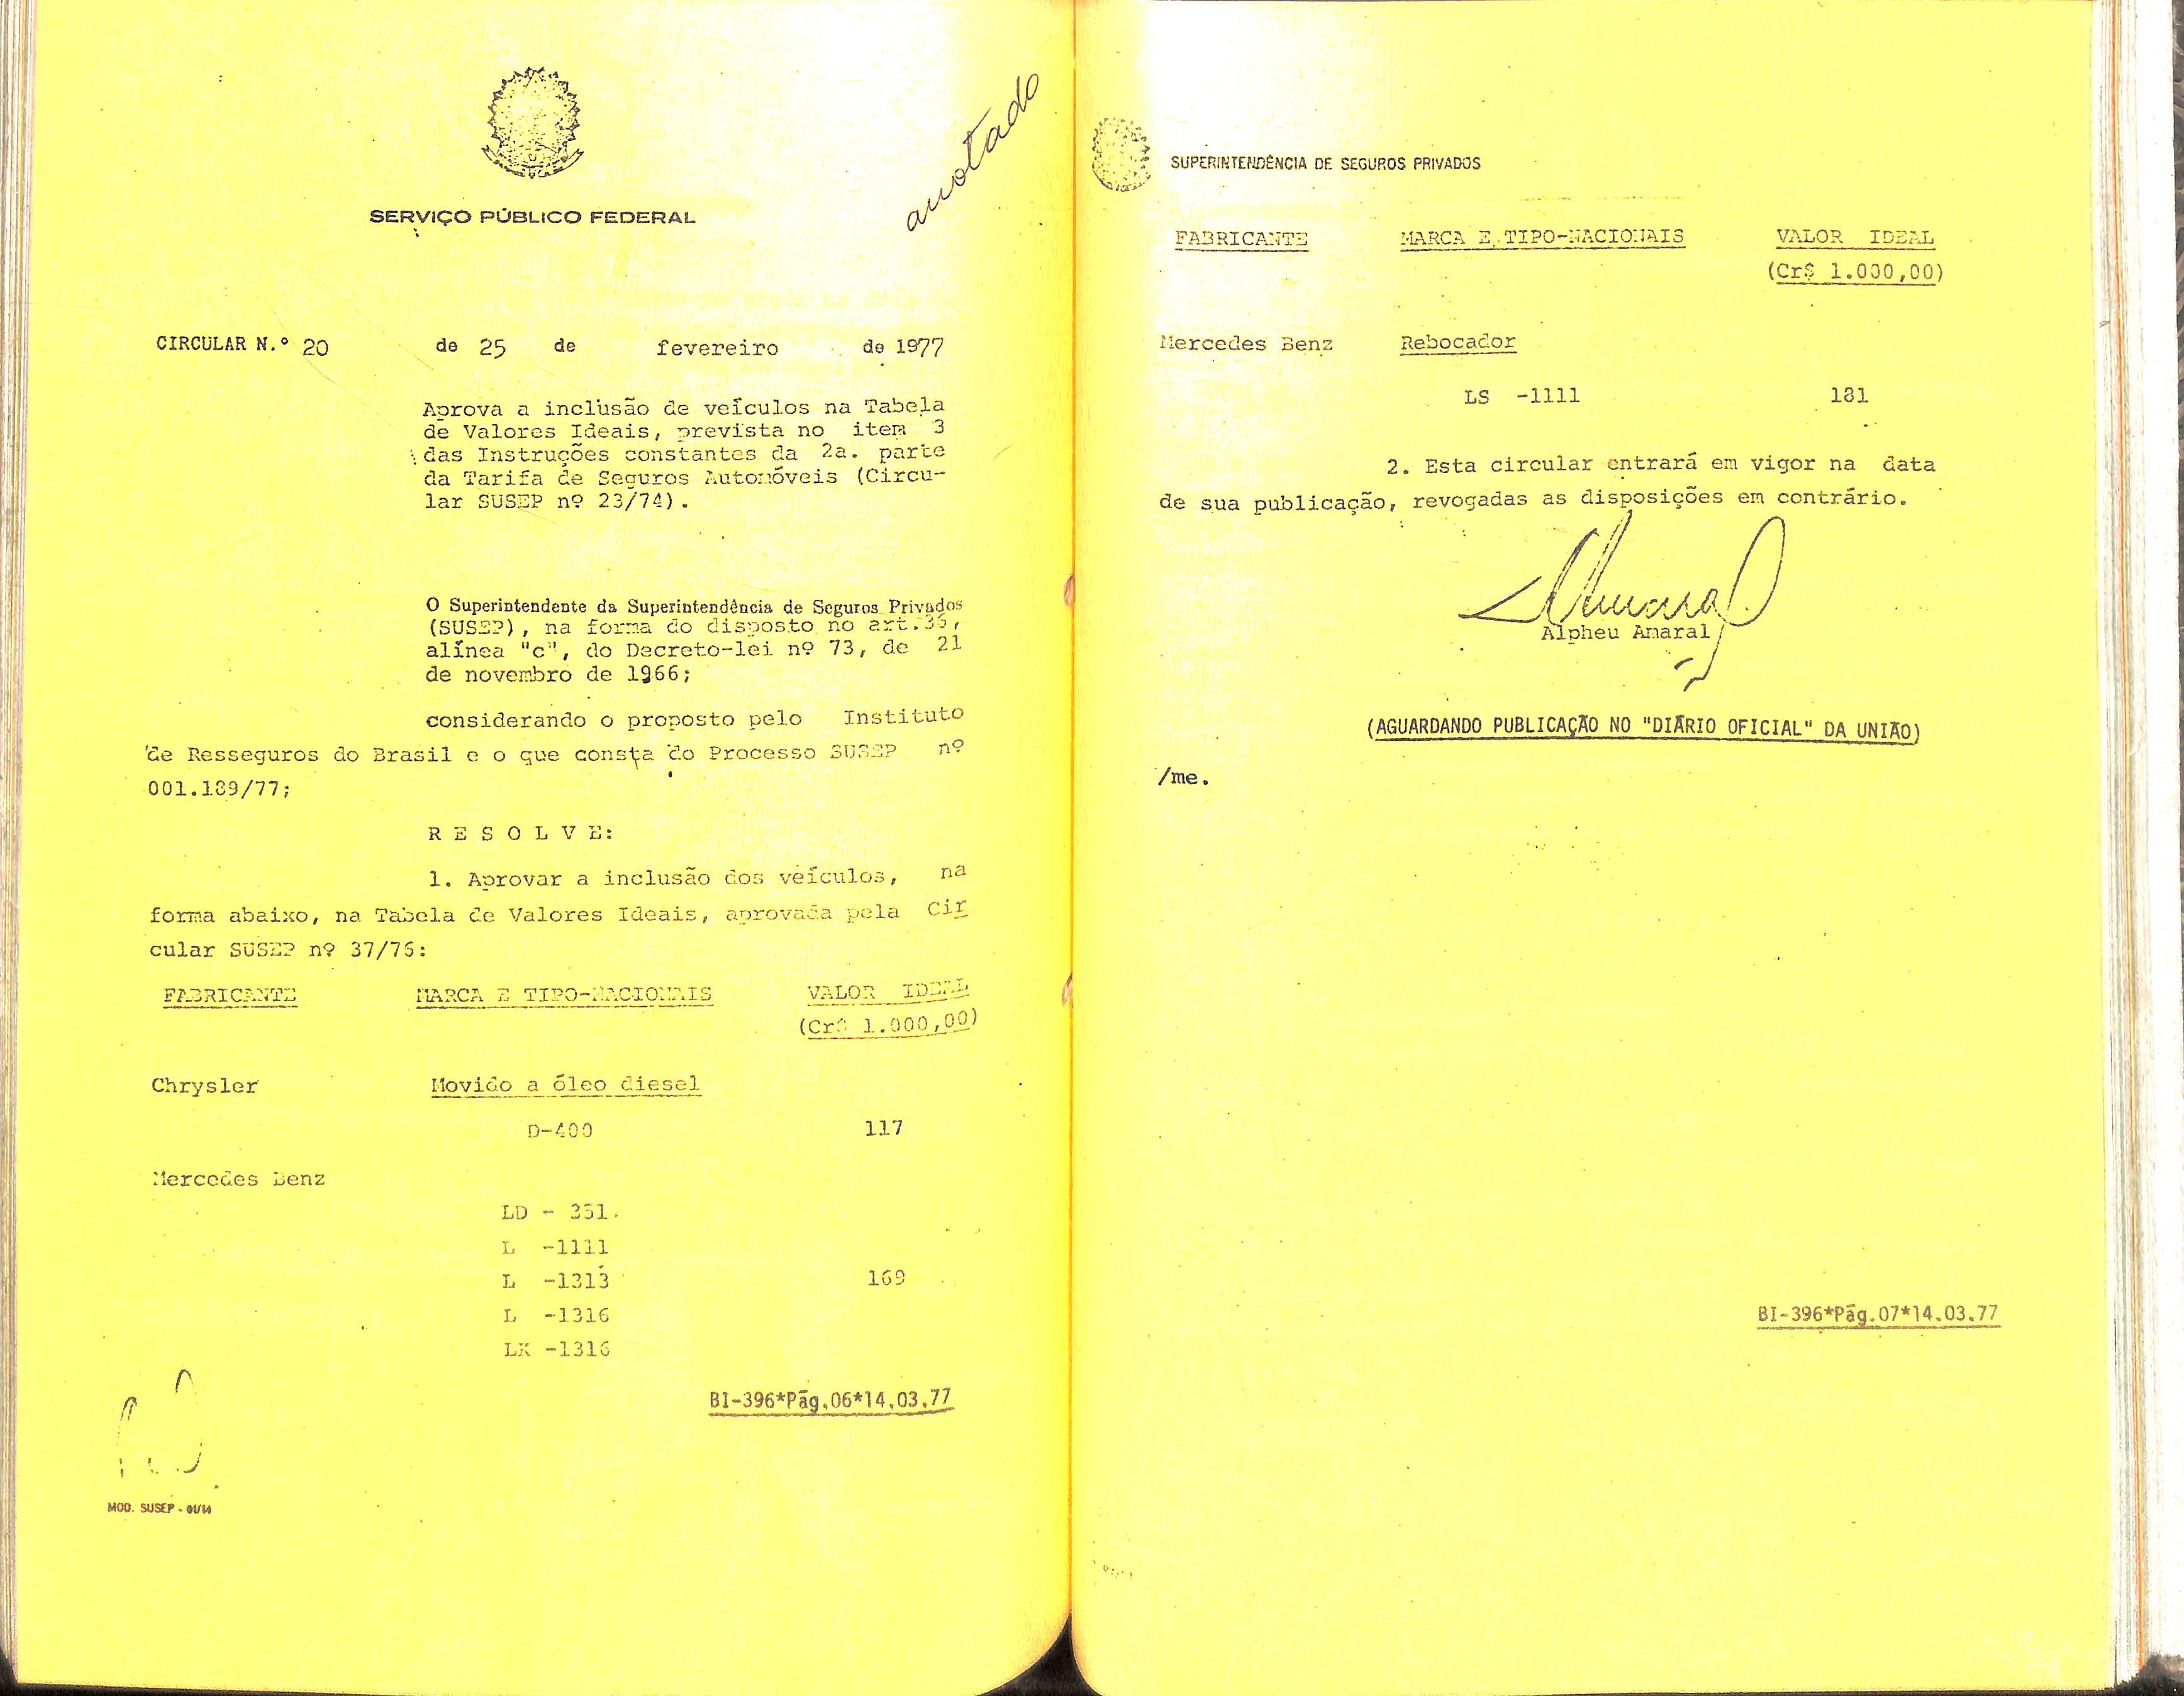 anotado
SERVIÇO PÚBLICO FEDERAL
CIRCULAR N.º 20 de 25 de fevereiro de 1977
Aprova a inclusão de veículos na Tabela
de Valores Ideais, prevista no item 3
das Instruções constantes da 2a. parte
da Tarifa de Seguros Automóveis (Circu-
lar SUSEP nº 23/74).
O Superintendente da Superintendência de Seguros Privados
(SUSEP), na forma do disposto no art.36,
alínea "c", do Decreto-lei nº 73, de 21
de novembro de 1966;
considerando o proposto pelo Instituto
de Resseguros do Brasil e o que consta do Processo SUSEP nº
001.189/77;
R E S O L V E:
1. Aprovar a inclusão dos veículos, na
forma abaixo, na Tabela de Valores Ideais, aprovada pela Cir
cular SUSEP nº 37/76:
FABRICANTE MARCA E TIPO-NACIONAIS VALOR IDEAL
(Cr$ 1.000,00)
Chrysler Movido a óleo diesel
D-400 117
Mercedes Benz
LD - 351
L -1111
L -1313 169
L -1316
LK -1316
BI-396*Pág.06*14.03.77
MOD. SUSEP -
SUPERINTENDÊNCIA DE SEGUROS PRIVADOS
FABRICANTE MARCA E TIPO-NACIONAIS VALOR IDEAL
(Cr$ 1.000,00)
Mercedes Benz Rebocador
LS -1111 181
2. Esta circular entrará em vigor na data
de sua publicação, revogadas as disposições em contrário.
Alpheu Amaral
(AGUARDANDO PUBLICAÇÃO NO "DIÁRIO OFICIAL" DA UNIÃO)
/me.
BI-396*Pág.07*14.03.77